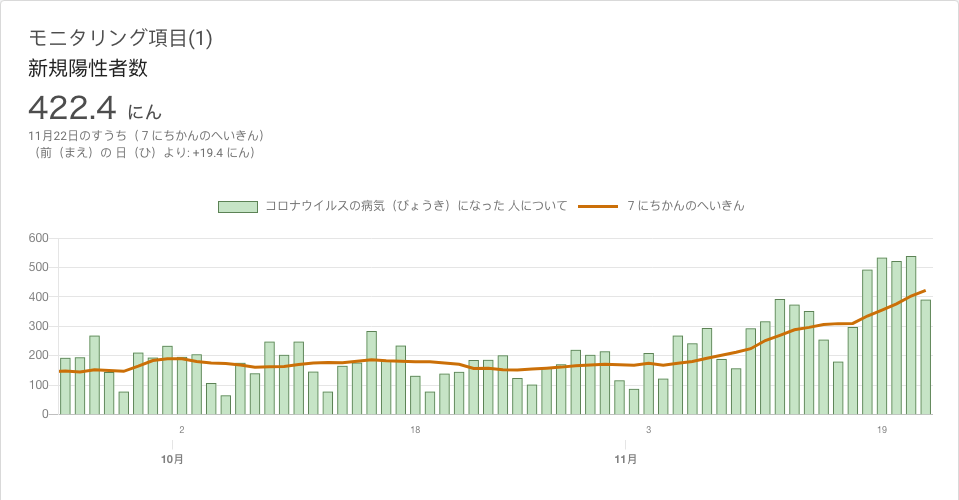 モニタリング項目(1)
新規陽性者数
422.4 にん
11月22日のすうち（７にちかんのへいきん）
（前（まえ）の 日（ひ）より: +19.4 にん）
コロナウイルスの病気（びょうき）になった 人について
７にちかんのへいきん
600
500
400
300
200
100
0
2
18
3
19
10月
11月